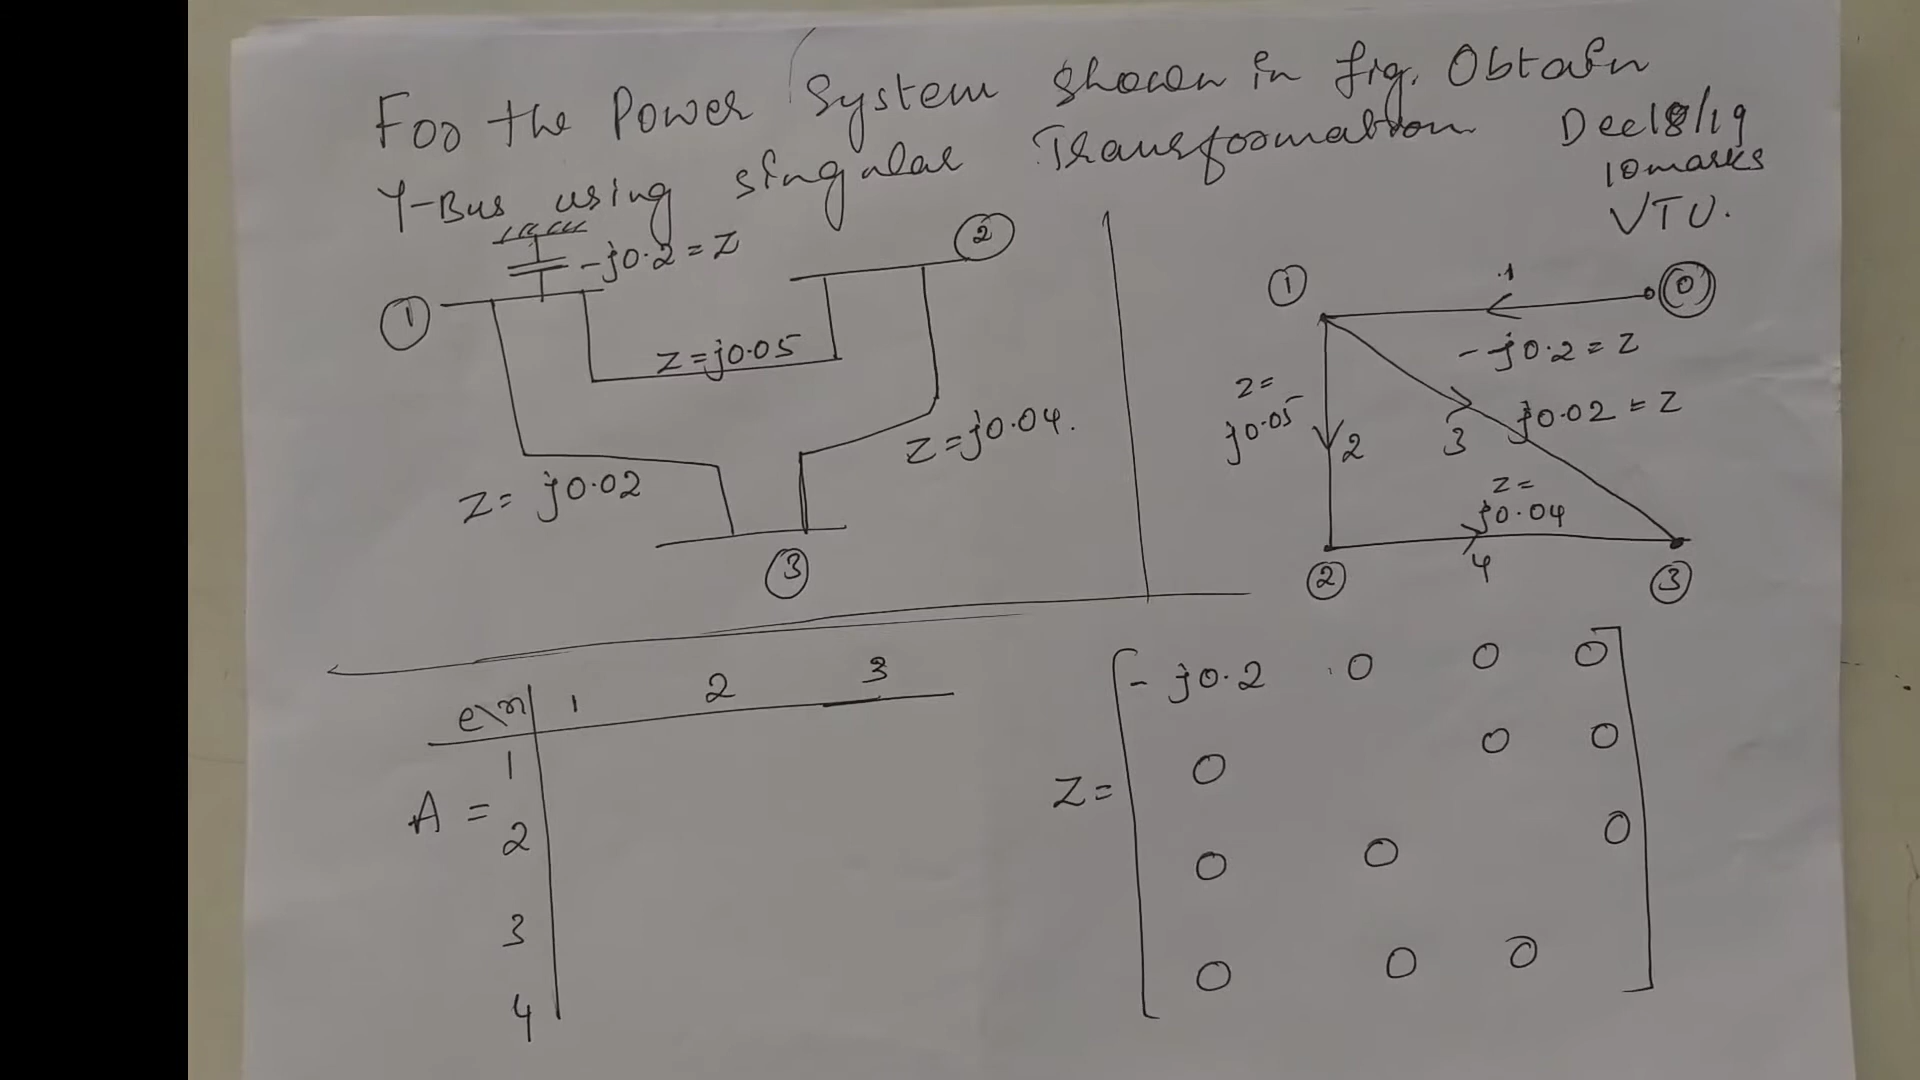 For the Power System shown in fig. Obtain
Y-Bus using singular Transformation Dec18/19
10marks
VTU.
-j0.2=Z
②
①
Z=j0.05
Z=j0.04.
Z= j0.02
③
① .1 ⓪
-j0.2=Z
Z=
j0.05
2
3
j0.02=Z
Z=
j0.04
4
② ③
e\n 1 2 3
A =
1
2
3
4
Z=
-j0.2 0 0 0
0 0 0
0 0 0
0 0 0